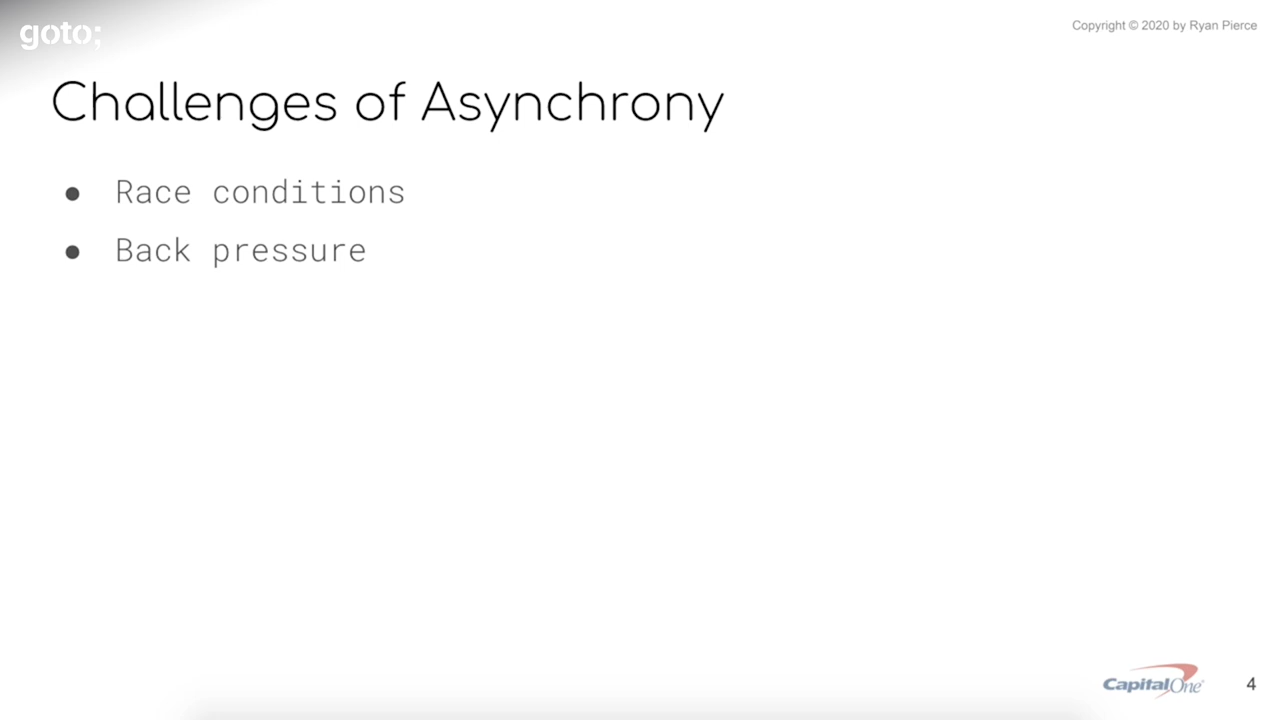 goto;
Copyright © 2020 by Ryan Pierce
Challenges of Asynchrony
● Race conditions
● Back pressure
CapitalOne
4